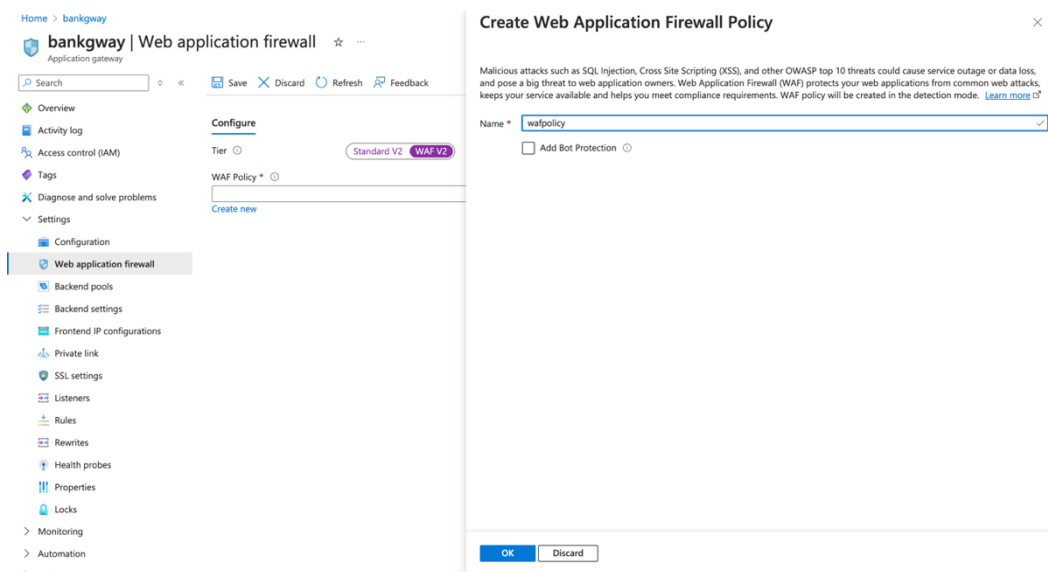 Home > bankgway
bankgway | Web application firewall
Application gateway
Search
Overview
Activity log
Access control (IAM)
Tags
Diagnose and solve problems
Settings
Configuration
Web application firewall
Backend pools
Backend settings
Frontend IP configurations
Private link
SSL settings
Listeners
Rules
Rewrites
Health probes
Properties
Locks
Monitoring
Automation
Save Discard Refresh Feedback
Configure
Tier Standard V2 WAF V2
WAF Policy *
Create new
Create Web Application Firewall Policy
Malicious attacks such as SQL Injection, Cross Site Scripting (XSS), and other OWASP top 10 threats could cause service outage or data loss,
and pose a big threat to web application owners. Web Application Firewall (WAF) protects your web applications from common web attacks,
keeps your service available and helps you meet compliance requirements. WAF policy will be created in the detection mode. Learn more
Name * wafpolicy
Add Bot Protection
OK Discard